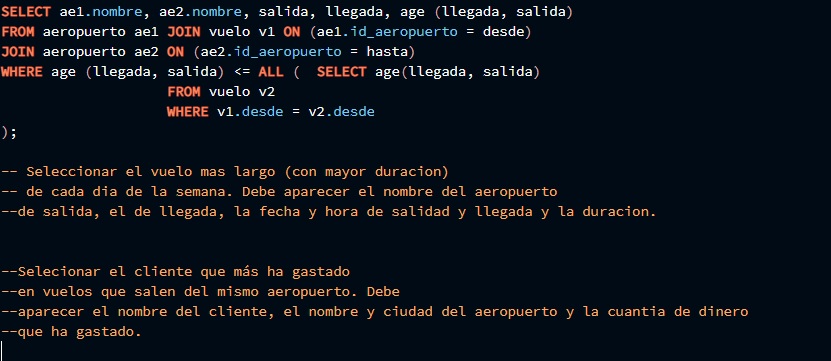 SELECT ae1.nombre, ae2.nombre, salida, llegada, age (llegada, salida)
FROM aeropuerto ae1 JOIN vuelo v1 ON (ae1.id_aeropuerto = desde)
JOIN aeropuerto ae2 ON (ae2.id_aeropuerto = hasta)
WHERE age (llegada, salida) <= ALL (  SELECT age(llegada, salida)
FROM vuelo v2
WHERE v1.desde = v2.desde
);
-- Seleccionar el vuelo mas largo (con mayor duracion)
-- de cada dia de la semana. Debe aparecer el nombre del aeropuerto
--de salida, el de llegada, la fecha y hora de salidad y llegada y la duracion.
--Selecionar el cliente que más ha gastado
--en vuelos que salen del mismo aeropuerto. Debe
--aparecer el nombre del cliente, el nombre y ciudad del aeropuerto y la cuantia de dinero
--que ha gastado.